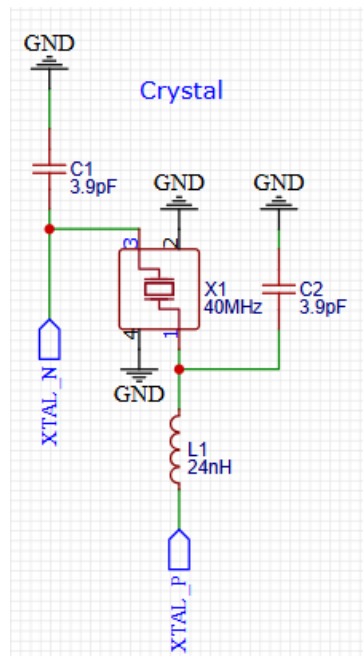 GND
Crystal
C1
3.9pF
GND
GND
3
2
X1
40MHz
C2
3.9pF
4
1
GND
XTAL_N
L1
24nH
XTAL_P